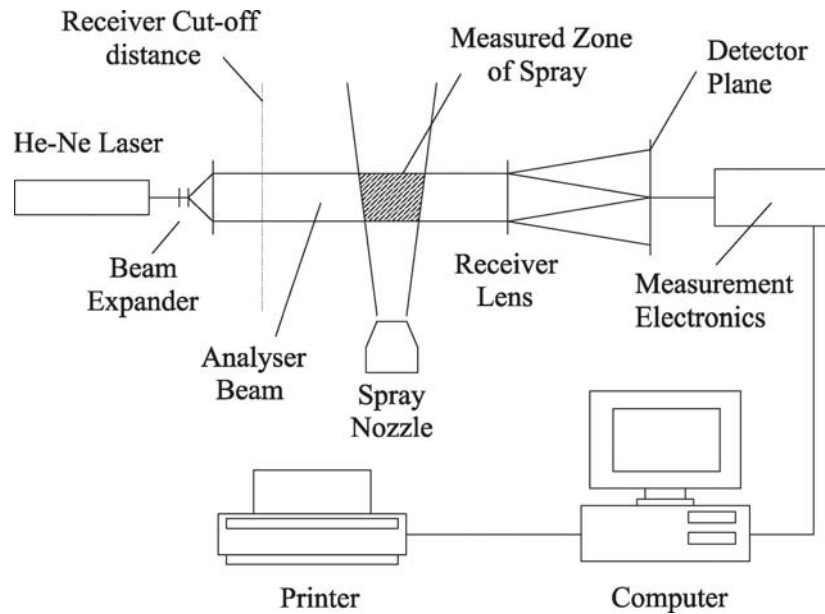 Receiver Cut-off
distance
Measured Zone
of Spray
Detector
Plane
He-Ne Laser
Beam
Expander
Receiver
Lens
Measurement
Electronics
Analyser
Beam
Spray
Nozzle
Printer
Computer